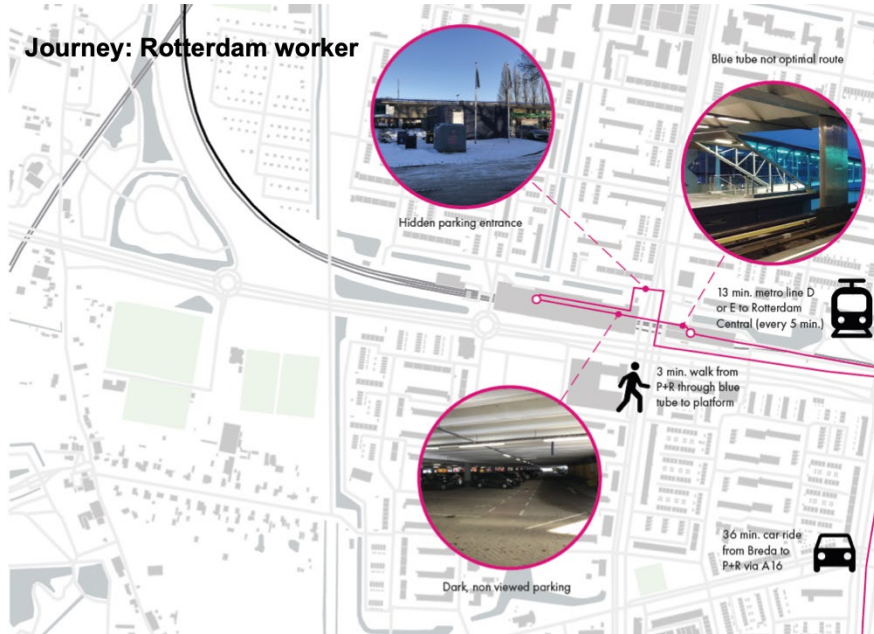 Journey: Rotterdam worker
Blue tube not optimal route
Hidden parking entrance
13 min. metro line D
or E to Rotterdam
Central (every 5 min.)
3 min. walk from
P+R through blue
tube to platform
36 min. car ride
from Breda to
P+R via A16
Dark, non viewed parking